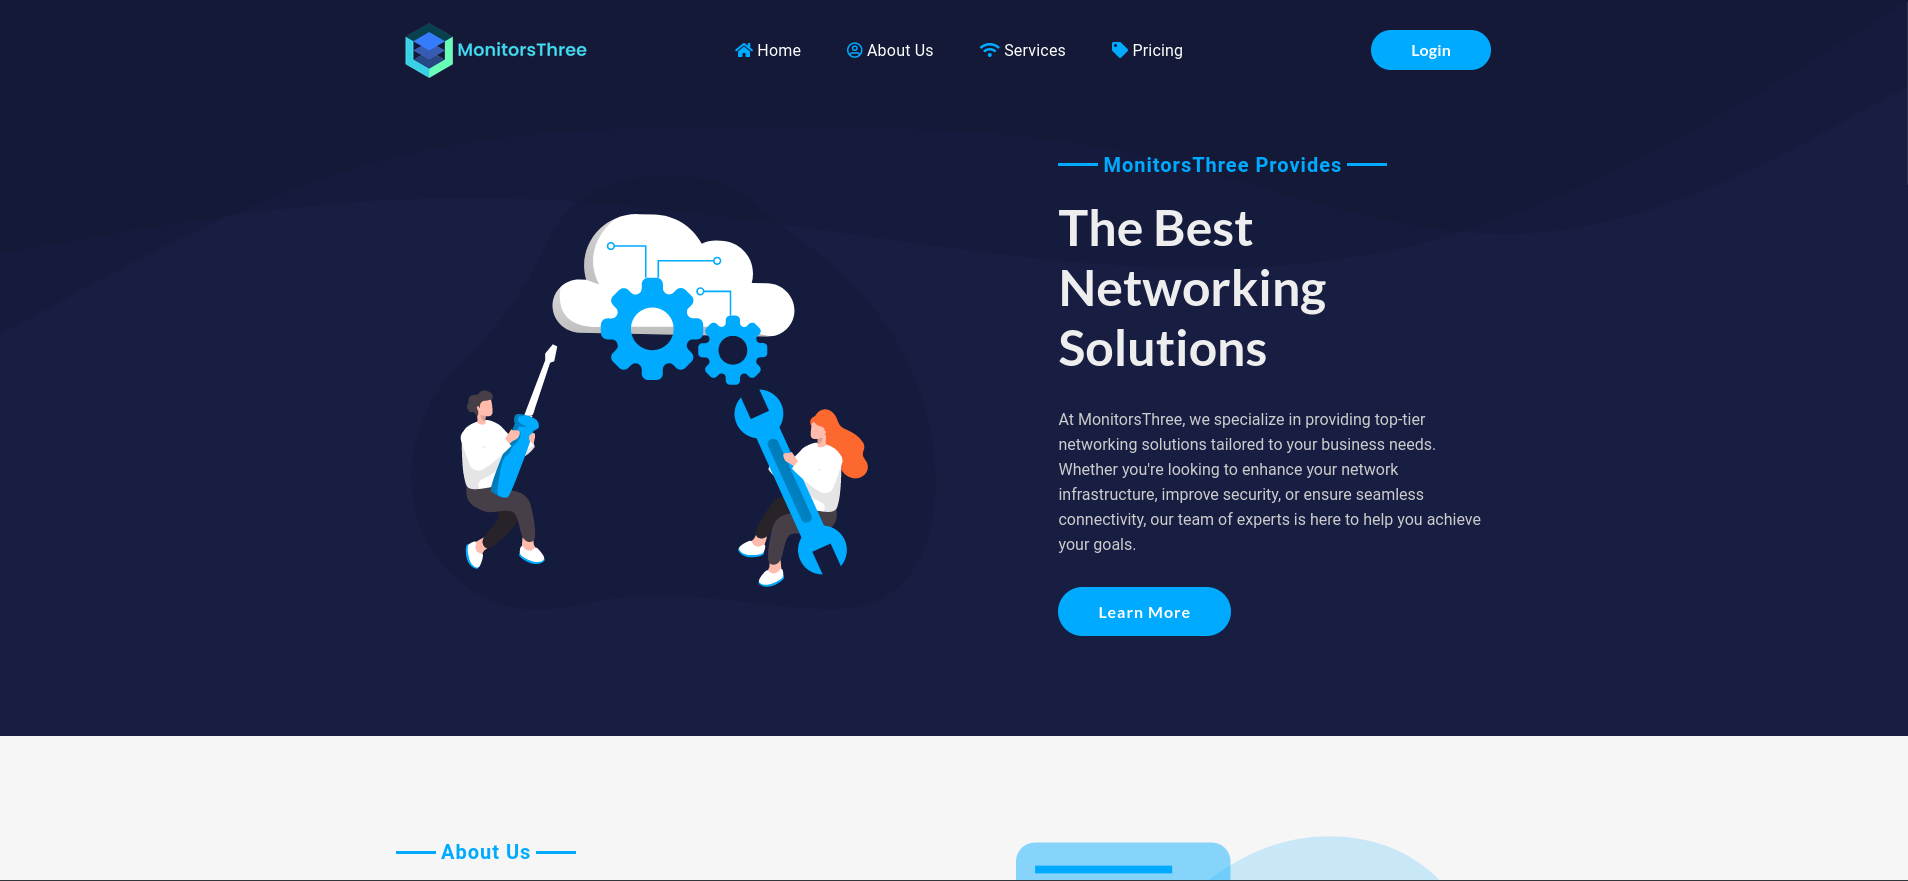 MonitorsThree
Home
About Us
Services
Pricing
Login
MonitorsThree Provides
The Best
Networking
Solutions
At MonitorsThree, we specialize in providing top-tier
networking solutions tailored to your business needs.
Whether you're looking to enhance your network
infrastructure, improve security, or ensure seamless
connectivity, our team of experts is here to help you achieve
your goals.
Learn More
About Us